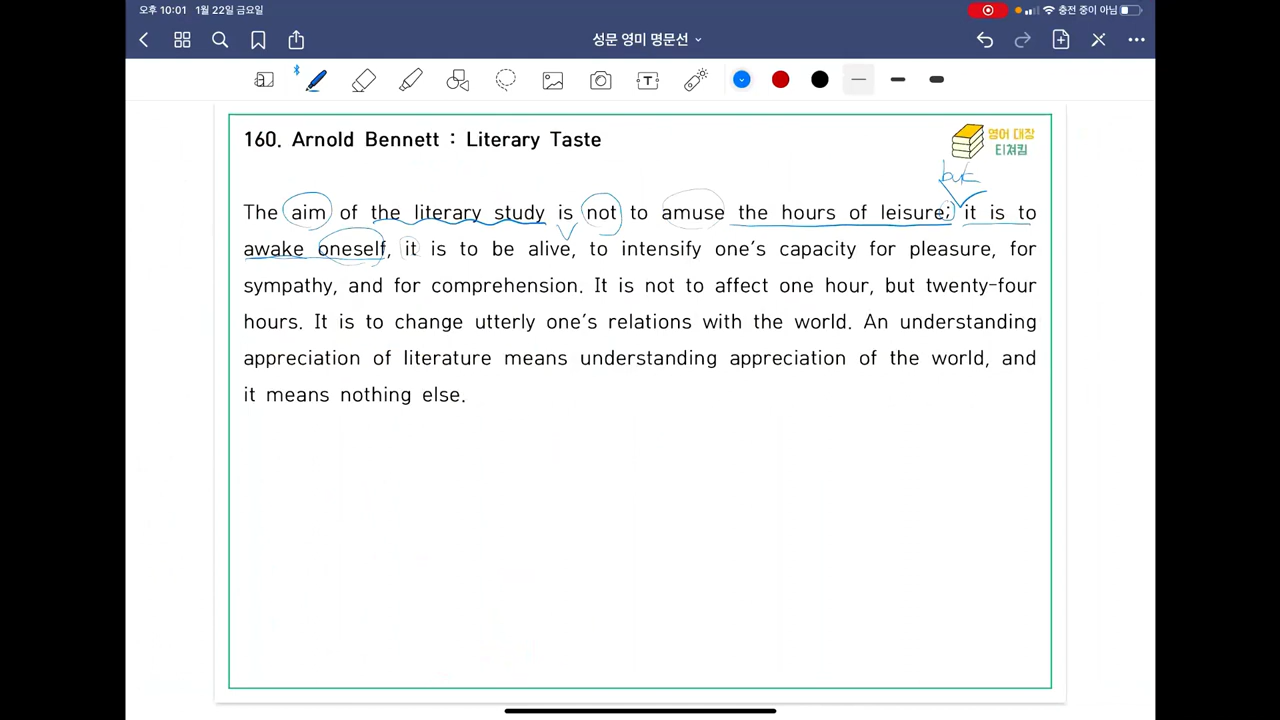 오후 10:01 1월 22일 금요일
충전 중이 아님
성문 영미 명문선
160. Arnold Bennett : Literary Taste
영어 대장
티쳐킴
but
The aim of the literary study is not to amuse the hours of leisure; it is to
awake oneself, it is to be alive, to intensify one's capacity for pleasure, for
sympathy, and for comprehension. It is not to affect one hour, but twenty-four
hours. It is to change utterly one's relations with the world. An understanding
appreciation of literature means understanding appreciation of the world, and
it means nothing else.